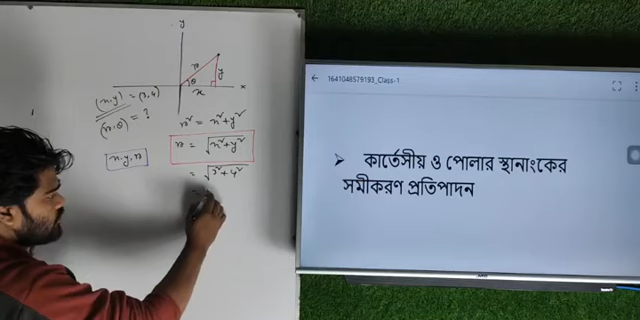 y
r
y
θ
x
x
(x,y) = (3,4)
(r,θ) = ?
r² = x²+y²
x,y,r
r = √x²+y²
= √3²+4²
1641048579193_Class-1
➤ কার্তেসীয় ও পোলার স্থানাংকের
সমীকরণ প্রতিপাদন